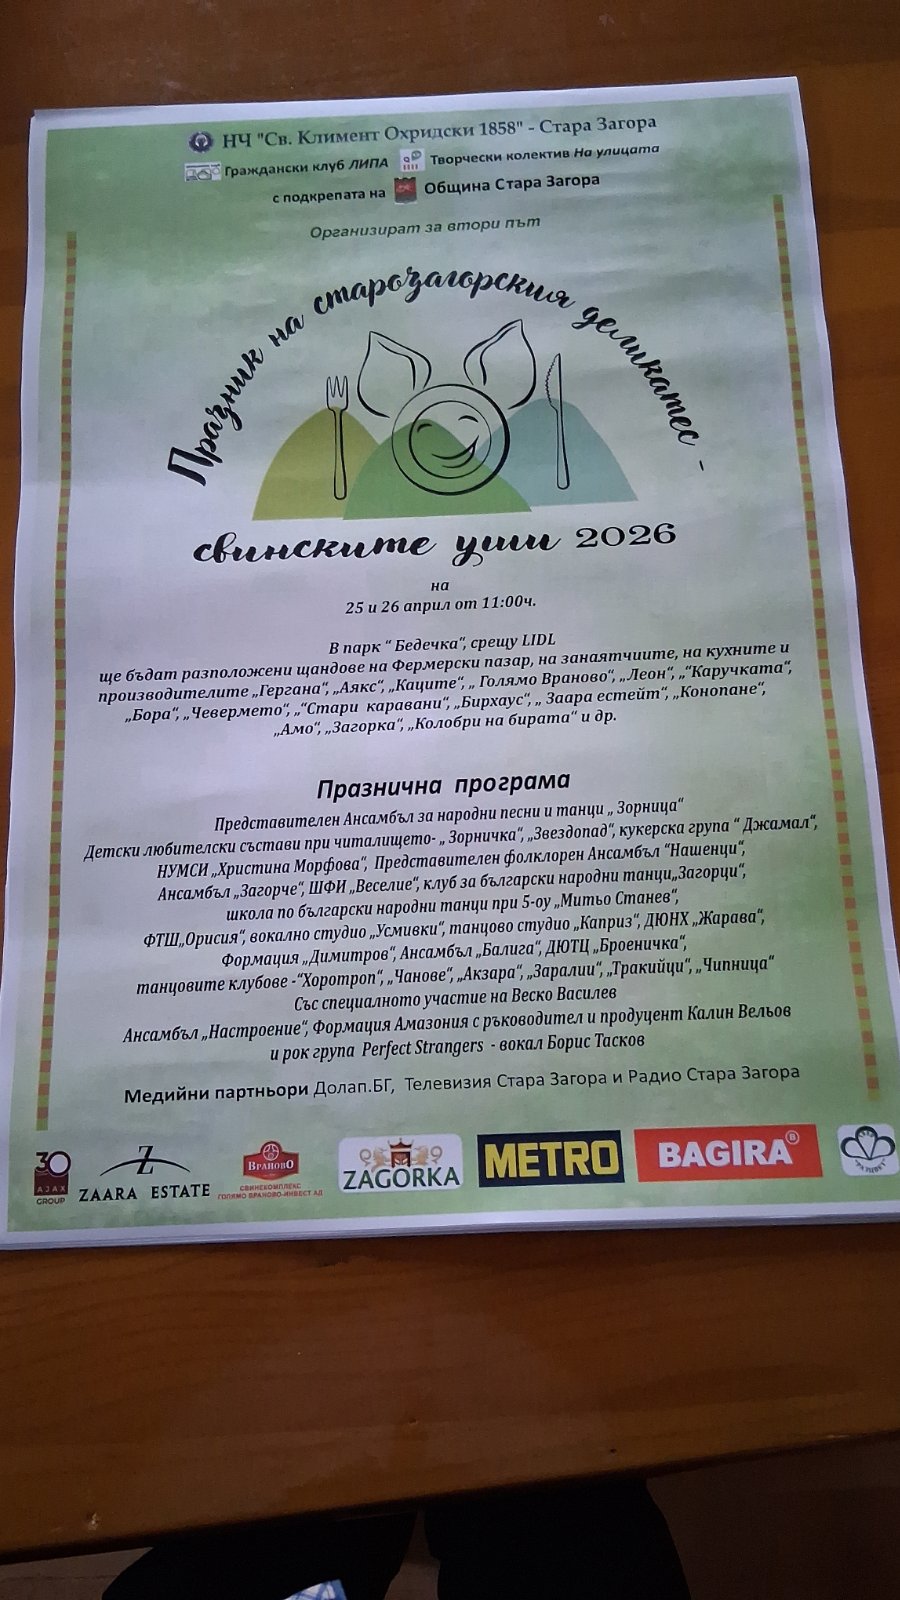 НЧ "Св. Климент Охридски 1858" - Стара Загора
Граждански клуб ЛИПА Творчески колектив На улицата
с подкрепата на Община Стара Загора
Организират за втори път
Празник на старозагорския деликатес -
свинските уши 2026
на
25 и 26 април от 11:00ч.
В парк “ Бедечка“, срещу LIDL
ще бъдат разположени щандове на Фермерски пазар, на занаятчиите, на кухните и
производителите „Гергана“, „Аякс“, „Каците“, „ Голямо Враново“, „Леон“, „“Каручката“,
„Бора“, „Чевермето“, „“Стари каравани“, „Бирхаус“, „ Заара естейт“, „Конопане“,
„Амо“, „Загорка“, „Колобри на бирата“ и др.
Празнична програма
Представителен Ансамбъл за народни песни и танци „ Зорница“
Детски любителски състави при читалището- „ Зорничка“, „Звездопад“, кукерска група “ Джамал“,
НУМСИ „Христина Морфова“, Представителен фолклорен Ансамбъл “Нашенци“,
Ансамбъл „Загорче“, ШФИ „Веселие“, клуб за български народни танци„Загорци“,
школа по български народни танци при 5-оу „Митьо Станев“,
ФТШ„Орисия“, вокално студио „Усмивки“, танцово студио „Каприз“, ДЮНХ „Жарава“,
Формация „Димитров“, Ансамбъл „Балига“, ДЮТЦ „Броеничка“,
танцовите клубове -“Хоротроп“, „Чанове“, „Акзара“, „Заралии“, „Тракийци“, „Чипница“
Със специалното участие на Веско Василев
Ансамбъл „Настроение“, Формация Амазония с ръководител и продуцент Калин Вельов
и рок група Perfect Strangers - вокал Борис Тасков
Медийни партньори Долап.БГ, Телевизия Стара Загора и Радио Стара Загора
30 AJAX GROUP
Z ZAARA ESTATE
ВРАНОВО
СВИНЕКОМПЛЕКС
ГОЛЯМО ВРАНОВО-ИНВЕСТ АД
ZAGORKA
METRO
BAGIRA®